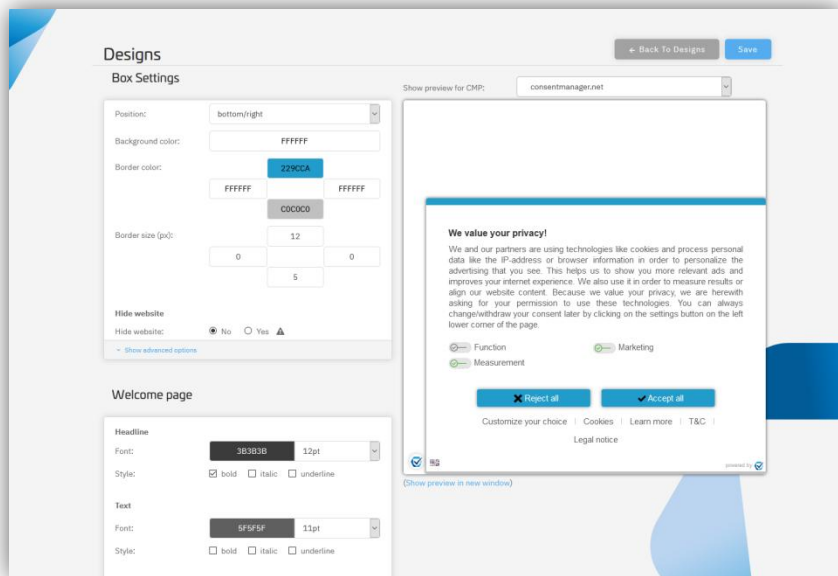 Designs
← Back To Designs
Save
Box Settings
Show preview for CMP:
consentmanager.net
Position:
bottom/right
Background color:
FFFFFF
Border color:
229CCA
FFFFFF
FFFFFF
C0C0C0
Border size (px):
12
0
0
5
Hide website
Hide website:
No
Yes
Show advanced options
We value your privacy!
We and our partners are using technologies like cookies and process personal
data like the IP-address or browser information in order to personalize the
advertising that you see. This helps us to show you more relevant ads and
improves your internet experience. We also use it in order to measure results or
align our website content. Because we value your privacy, we are herewith
asking for your permission to use these technologies. You can always
change/withdraw your consent later by clicking on the settings button on the left
lower corner of the page.
Function
Marketing
Measurement
Reject all
Accept all
Customize your choice | Cookies | Learn more | T&C |
Legal notice
powered by
(Show preview in new window)
Welcome page
Headline
Font:
3B3B3B
12pt
Style:
bold
italic
underline
Text
Font:
5F5F5F
11pt
Style:
bold
italic
underline